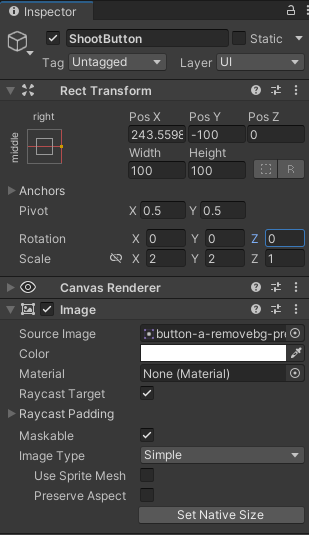 Inspector
ShootButton Static
Tag Untagged Layer UI
Rect Transform
right
middle
Pos X Pos Y Pos Z
243.5598 -100 0
Width Height
100 100 R
Anchors
Pivot X 0.5 Y 0.5
Rotation X 0 Y 0 Z 0
Scale X 2 Y 2 Z 1
Canvas Renderer
Image
Source Image button-a-removebg-pre
Color
Material None (Material)
Raycast Target
Raycast Padding
Maskable
Image Type Simple
Use Sprite Mesh
Preserve Aspect
Set Native Size